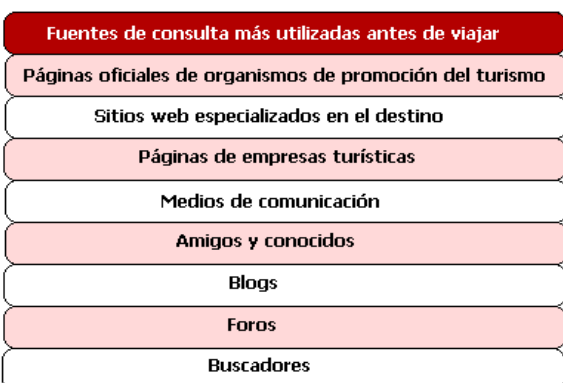 Fuentes de consulta más utilizadas antes de viajar
Páginas oficiales de organismos de promoción del turismo
Sitios web especializados en el destino
Páginas de empresas turísticas
Medios de comunicación
Amigos y conocidos
Blogs
Foros
Buscadores